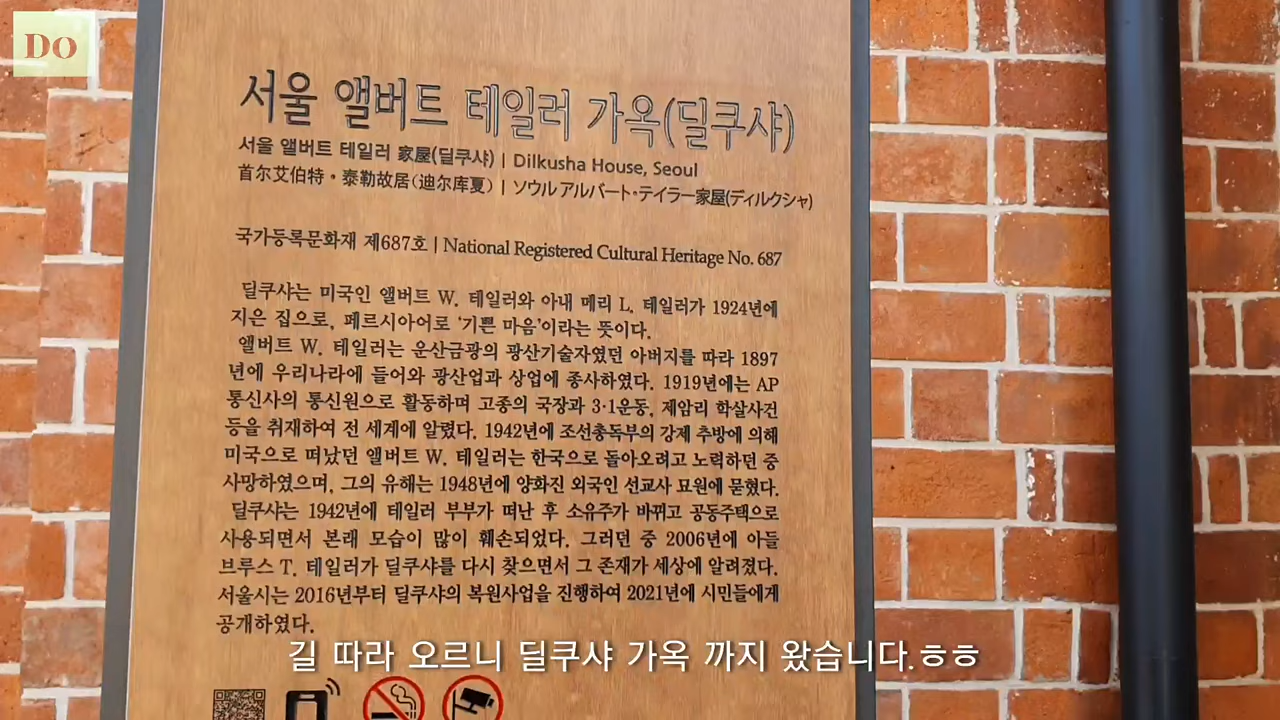 DO
서울 앨버트 테일러 가옥(딜쿠샤)
서울 앨버트 테일러 家屋(딜쿠샤) | Dilkusha House, Seoul
首尔艾伯特·泰勒故居(迪尔库夏) | ソウル アルバート·テイラー家屋(ディルクシャ)
국가등록문화재 제687호 | National Registered Cultural Heritage No. 687
딜쿠샤는 미국인 앨버트 W. 테일러와 아내 메리 L. 테일러가 1924년에
지은 집으로, 페르시아어로 '기쁜 마음'이라는 뜻이다.
앨버트 W. 테일러는 운산금광의 광산기술자였던 아버지를 따라 1897
년에 우리나라에 들어와 광산업과 상업에 종사하였다. 1919년에는 AP
통신사의 통신원으로 활동하며 고종의 국장과 3·1운동, 제암리 학살사건
등을 취재하여 전 세계에 알렸다. 1942년에 조선총독부의 강제 추방에 의해
미국으로 떠났던 앨버트 W. 테일러는 한국으로 돌아오려고 노력하던 중
사망하였으며, 그의 유해는 1948년에 양화진 외국인 선교사 묘원에 묻혔다.
딜쿠샤는 1942년에 테일러 부부가 떠난 후 소유주가 바뀌고 공동주택으로
사용되면서 본래 모습이 많이 훼손되었다. 그러던 중 2006년에 아들
브루스 T. 테일러가 딜쿠샤를 다시 찾으면서 그 존재가 세상에 알려졌다.
서울시는 2016년부터 딜쿠샤의 복원사업을 진행하여 2021년에 시민들에게
공개하였다.
길 따라 오르니 딜쿠샤 가옥 까지 왔습니다.ㅎㅎ